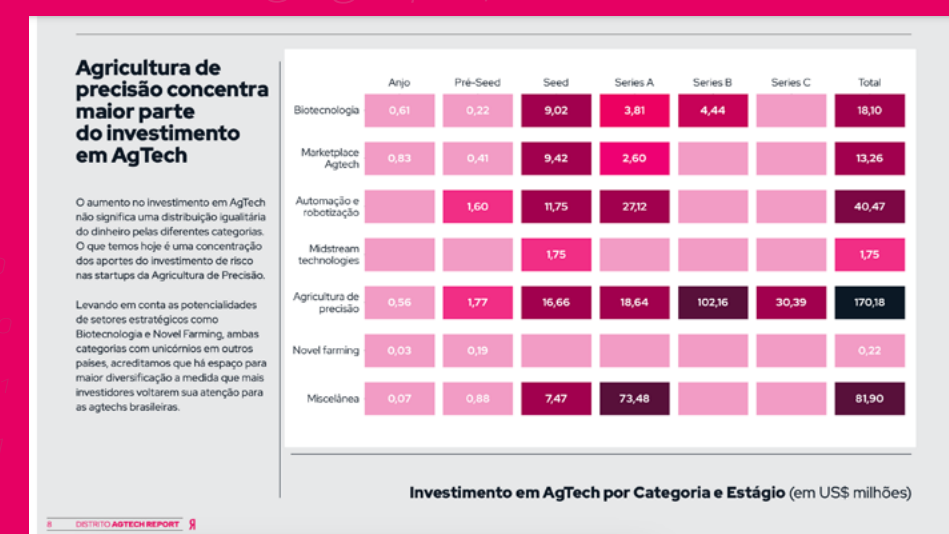 Agricultura de
precisão concentra
maior parte
do investimento
em AgTech
O aumento no investimento em AgTech
não significa uma distribuição igualitária
do dinheiro pelas diferentes categorias.
O que temos hoje é uma concentração
dos aportes do investimento de risco
nas startups da Agricultura de Precisão.
Levando em conta as potencialidades
de setores estratégicos como
Biotecnologia e Novel Farming, ambas
categorias com unicórnios em outros
países, acreditamos que há espaço para
maior diversificação a medida que mais
investidores voltarem sua atenção para
as agtechs brasileiras.
Anjo Pré-Seed Seed Series A Series B Series C Total
Biotecnologia 0,61 0,22 9,02 3,81 4,44 18,10
Marketplace
Agtech 0,83 0,41 9,42 2,60 13,26
Automação e
robotização 1,60 11,75 27,12 40,47
Midstream
technologies 1,75 1,75
Agricultura de
precisão 0,56 1,77 16,66 18,64 102,16 30,39 170,18
Novel farming 0,03 0,19 0,22
Miscelânea 0,07 0,88 7,47 73,48 81,90
Investimento em AgTech por Categoria e Estágio (em US$ milhões)
8 DISTRITO AGTECH REPORT